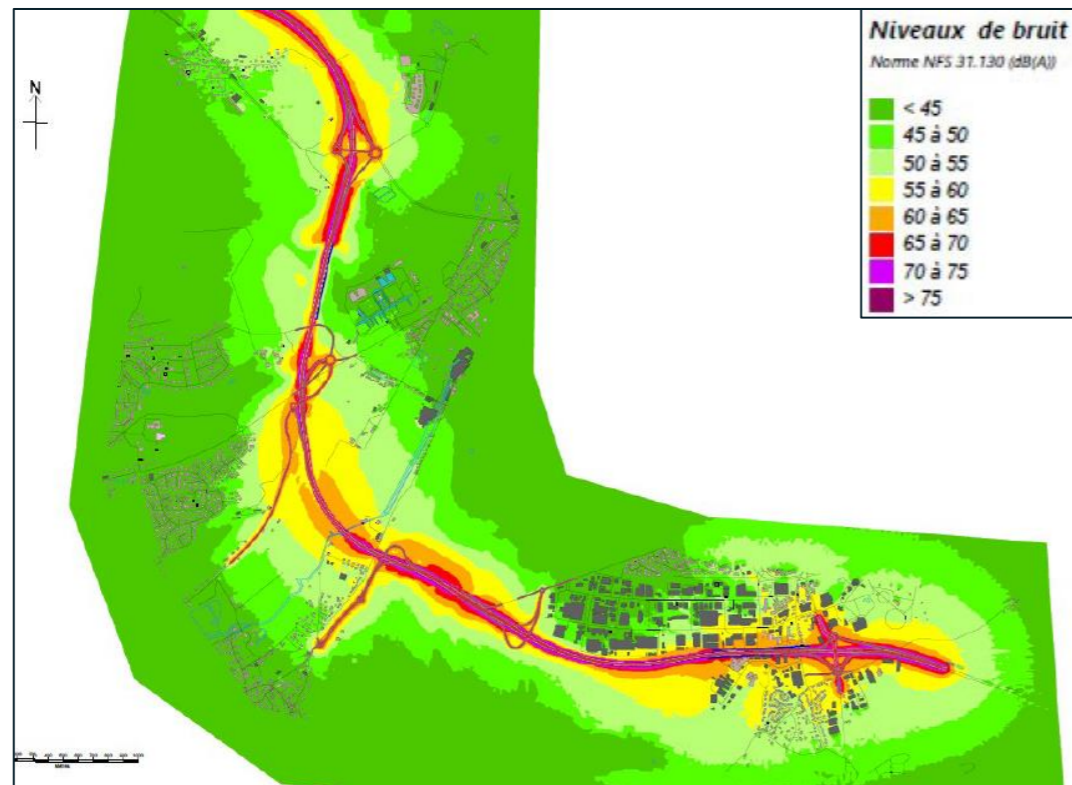 Niveaux de bruit
Norme NFS 31.130 (dB(A))
< 45
45 à 50
50 à 55
55 à 60
60 à 65
65 à 70
70 à 75
> 75
N